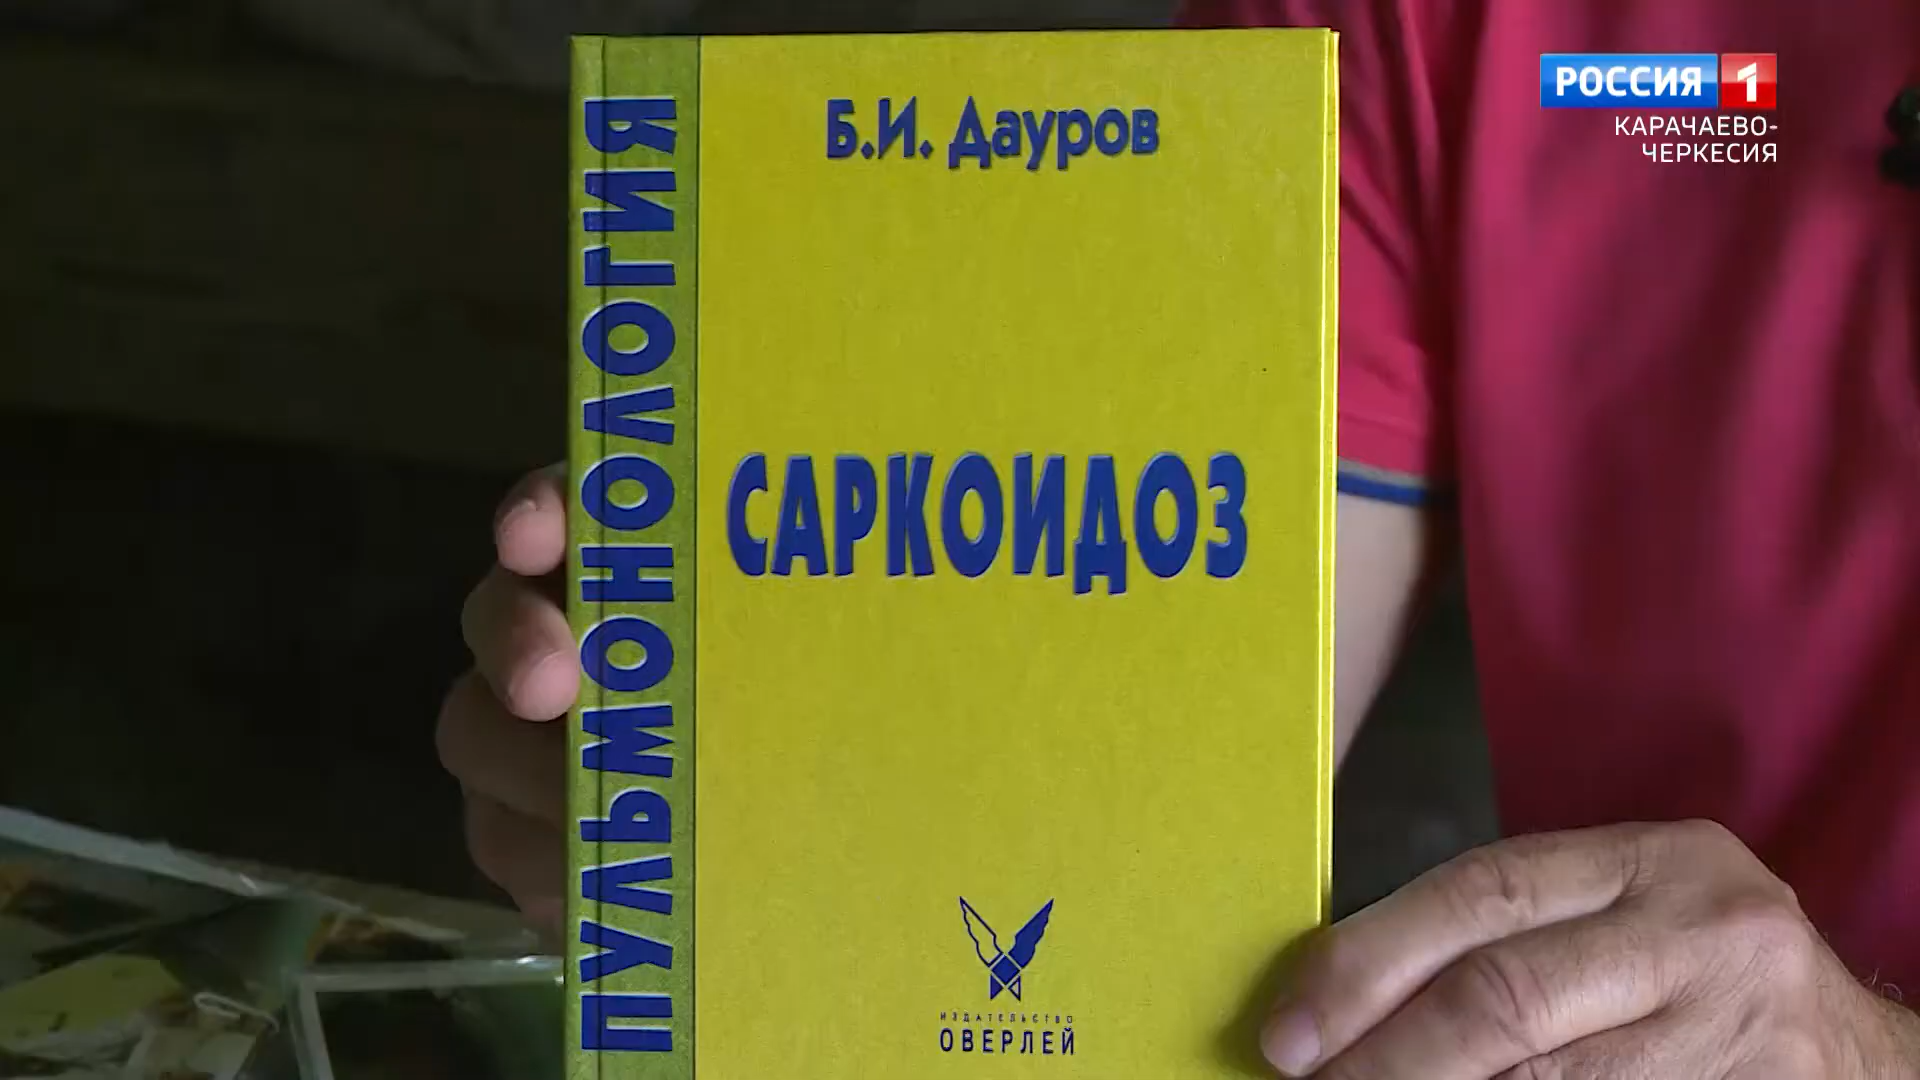 Б.И. Дауров
САРКОИДОЗ
ПУЛЬМОНОЛОГИЯ
ИЗДАТЕЛЬСТВО
ОВЕРЛЕЙ
РОССИЯ 1
КАРАЧАЕВО-
ЧЕРКЕСИЯ